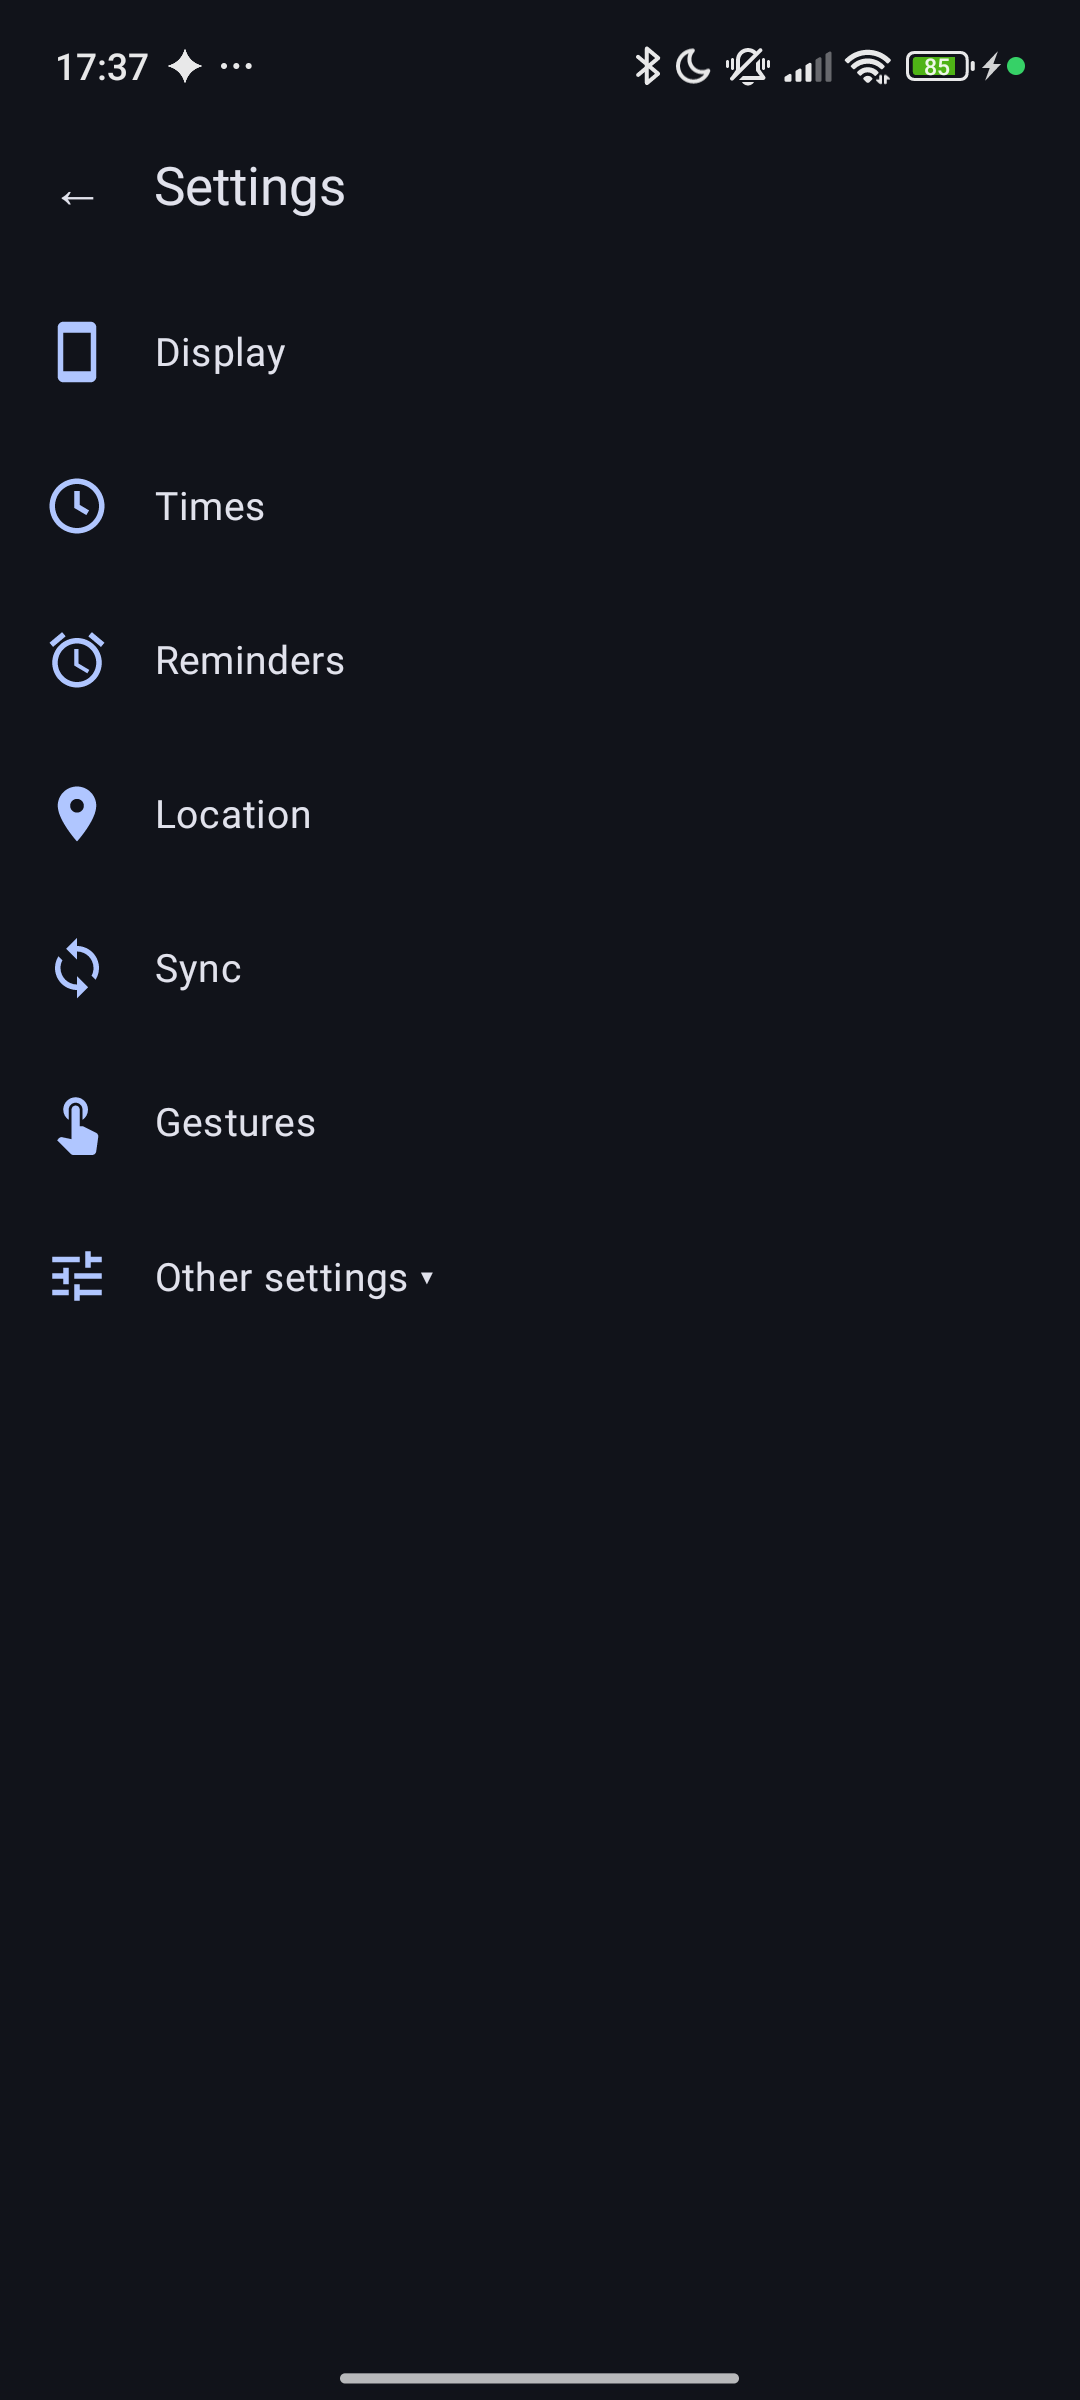 17:37
85
← Settings
Display
Times
Reminders
Location
Sync
Gestures
Other settings ▾